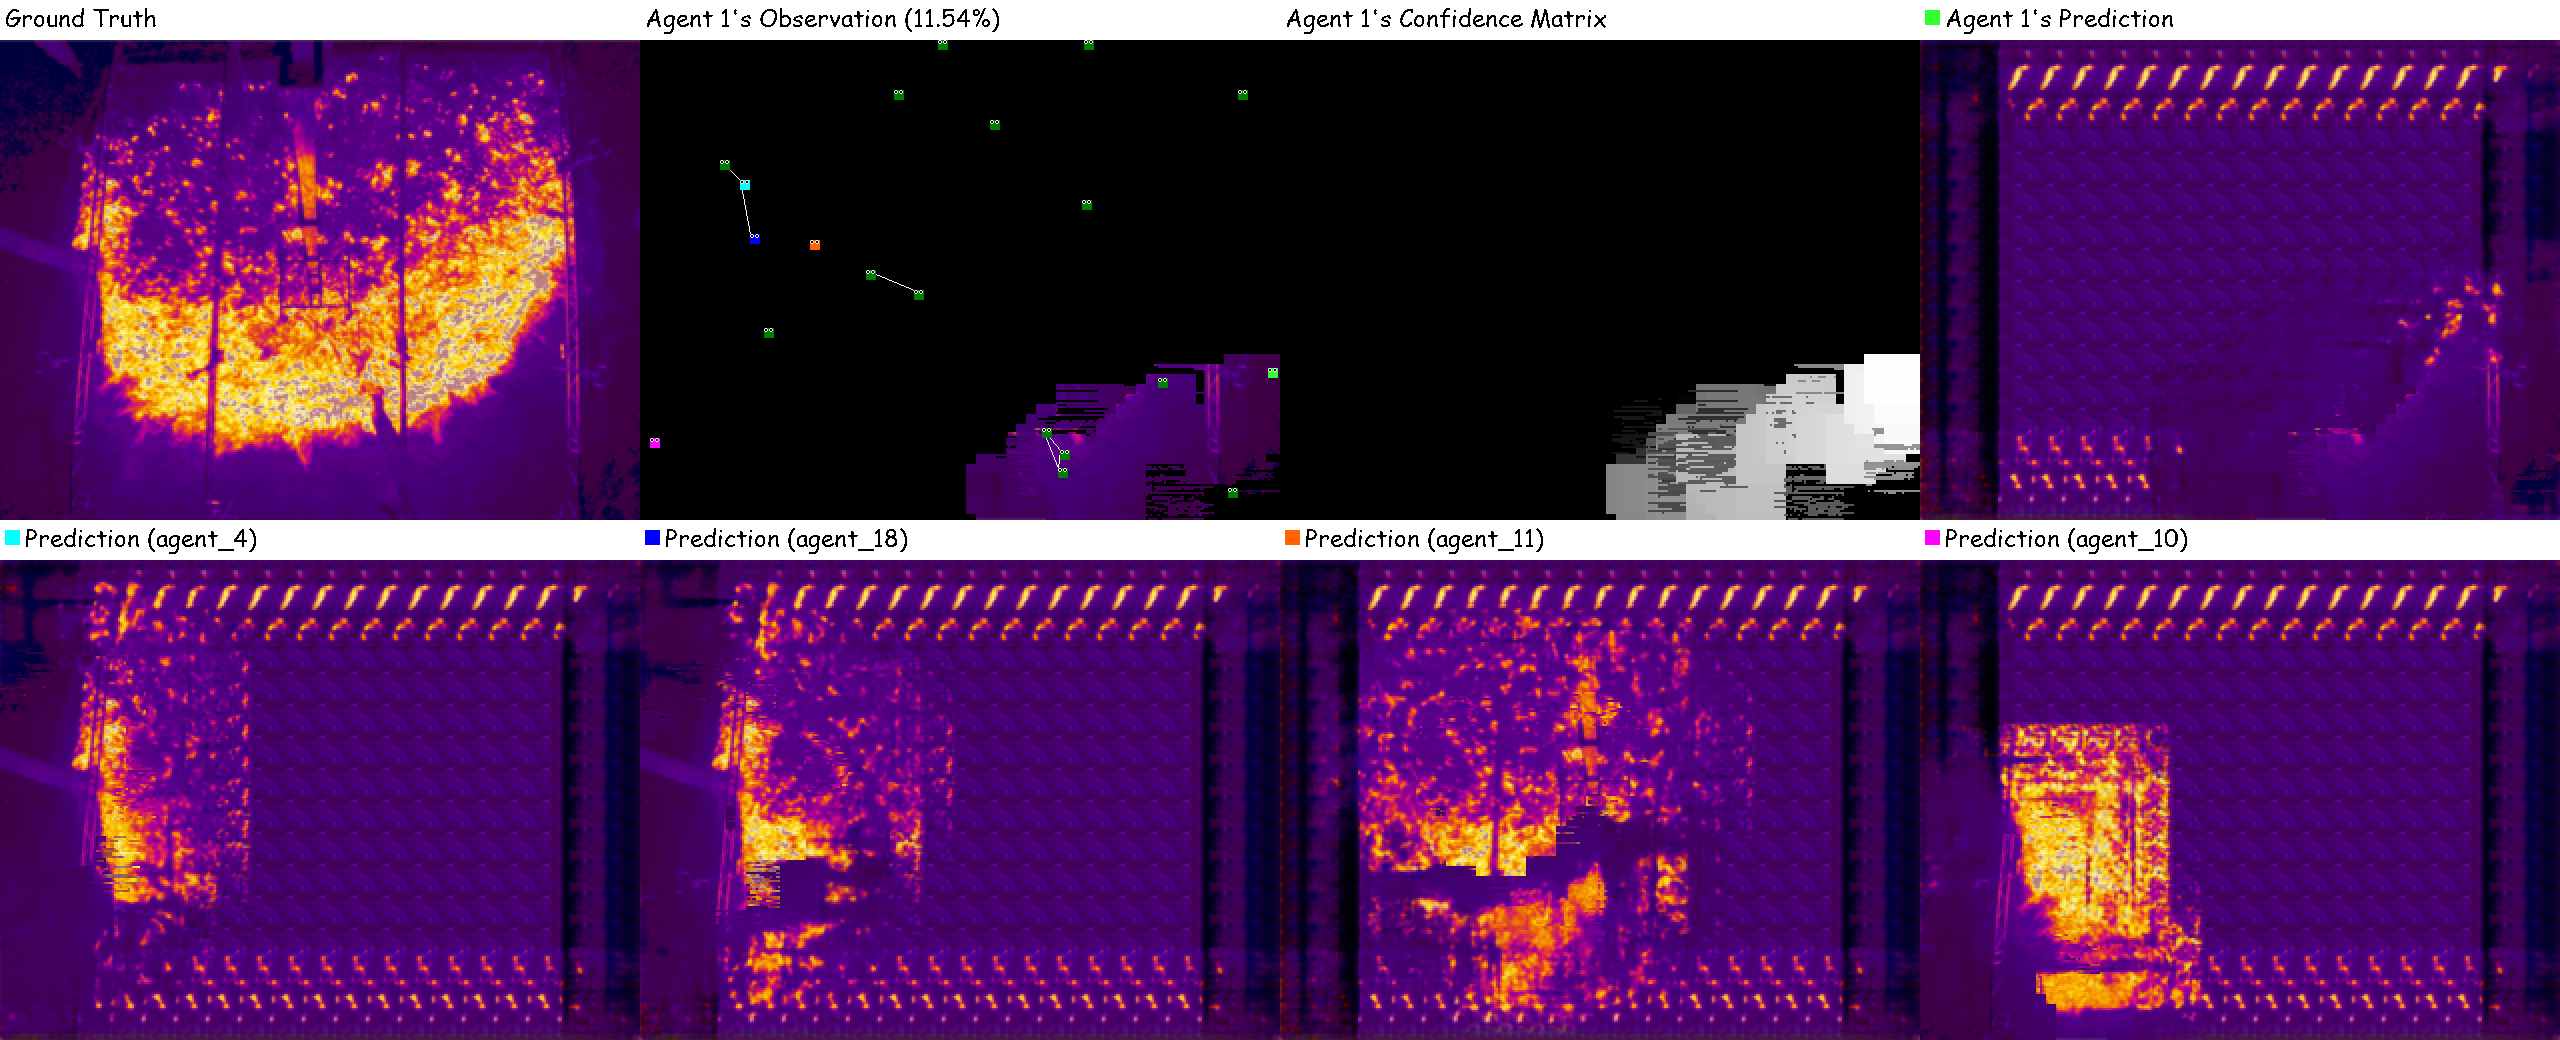 Ground Truth
Agent 1's Observation (11.54%)
Agent 1's Confidence Matrix
Agent 1's Prediction
Prediction (agent_4)
Prediction (agent_18)
Prediction (agent_11)
Prediction (agent_10)